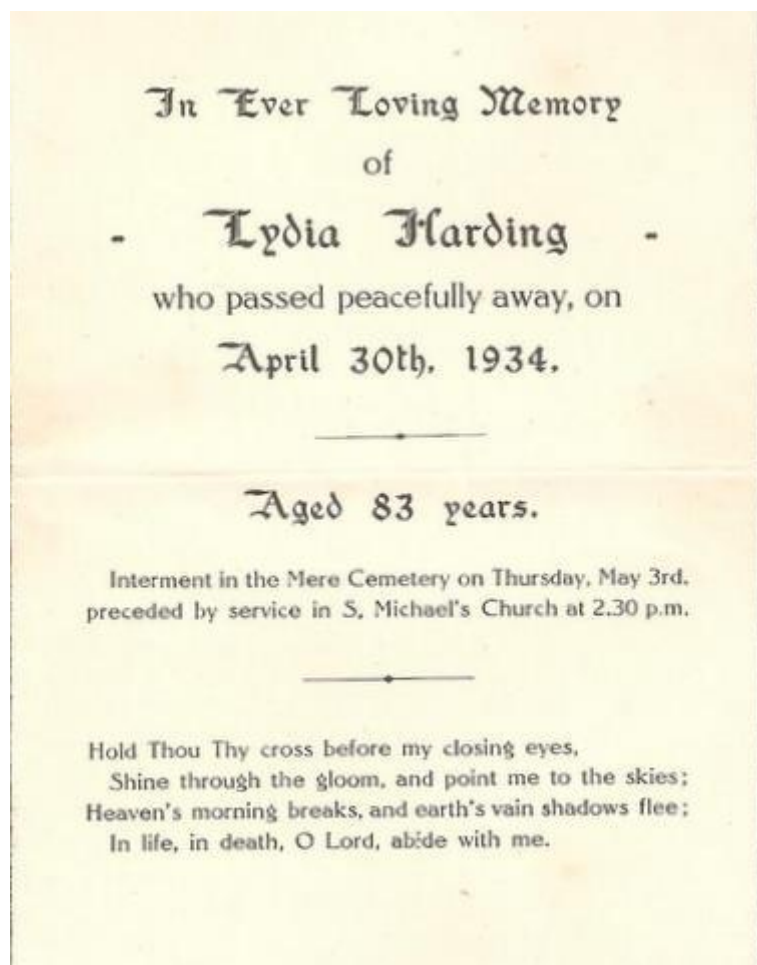 In Ever Loving Memory
of
- Lydia Harding -
who passed peacefully away, on
April 30th. 1934.
Aged 83 years.
Interment in the Mere Cemetery on Thursday, May 3rd.
preceded by service in S. Michael's Church at 2.30 p.m.
Hold Thou Thy cross before my closing eyes,
Shine through the gloom, and point me to the skies;
Heaven's morning breaks, and earth's vain shadows flee;
In life, in death, O Lord, abide with me.